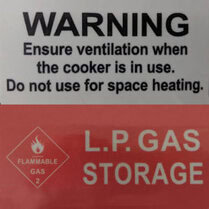 WARNING
Ensure ventilation when
the cooker is in use.
Do not use for space heating.
L.P. GAS
STORAGE
FLAMMABLE
GAS
2